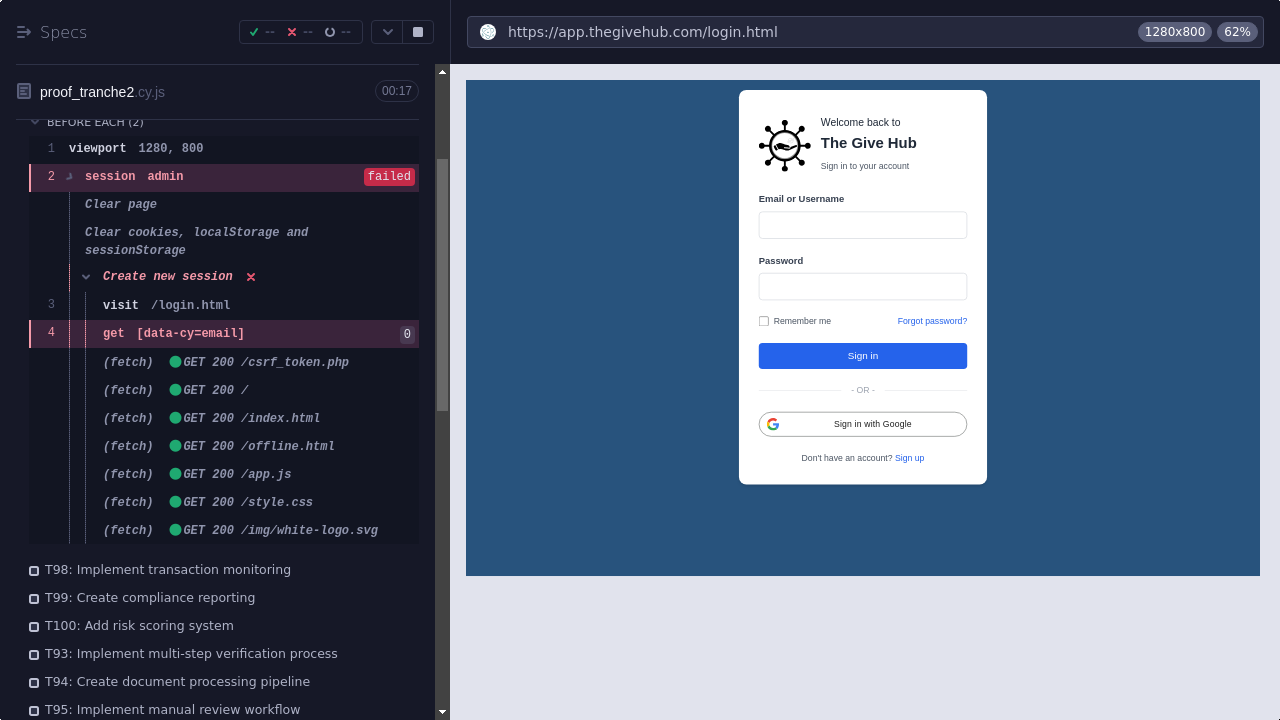 Specs
--
--
--
https://app.thegivehub.com/login.html
1280x800
62%
proof_tranche2.cy.js
00:17
BEFORE EACH (2)
1 viewport 1280, 800
2 session admin failed
Clear page
Clear cookies, localStorage and
sessionStorage
Create new session
3 visit /login.html
4 get [data-cy=email] 0
(fetch) GET 200 /csrf_token.php
(fetch) GET 200 /
(fetch) GET 200 /index.html
(fetch) GET 200 /offline.html
(fetch) GET 200 /app.js
(fetch) GET 200 /style.css
(fetch) GET 200 /img/white-logo.svg
T98: Implement transaction monitoring
T99: Create compliance reporting
T100: Add risk scoring system
T93: Implement multi-step verification process
T94: Create document processing pipeline
T95: Implement manual review workflow
Welcome back to
The Give Hub
Sign in to your account
Email or Username
Password
Remember me
Forgot password?
Sign in
- OR -
Sign in with Google
Don't have an account? Sign up